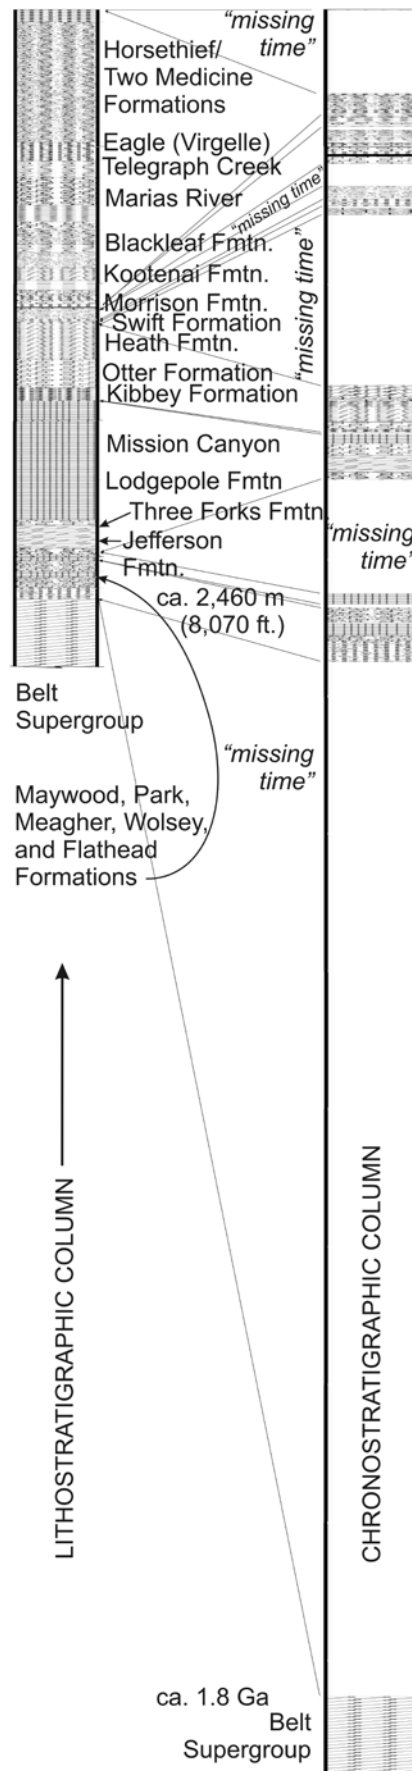 "missing
time"
Horsethief/
Two Medicine
Formations
Eagle (Virgelle)
Telegraph Creek
Marias River
"missing time"
Blackleaf Fmtn.
Kootenai Fmtn.
"missing time"
Morrison Fmtn.
Swift Formation
Heath Fmtn.
Otter Formation
Kibbey Formation
Mission Canyon
Lodgepole Fmtn
Three Forks Fmtn.
"missing
time"
Jefferson
Fmtn.
ca. 2,460 m
(8,070 ft.)
Belt
Supergroup
"missing
time"
Maywood, Park,
Meagher, Wolsey,
and Flathead
Formations
LITHOSTRATIGRAPHIC COLUMN
CHRONOSTRATIGRAPHIC COLUMN
ca. 1.8 Ga
Belt
Supergroup